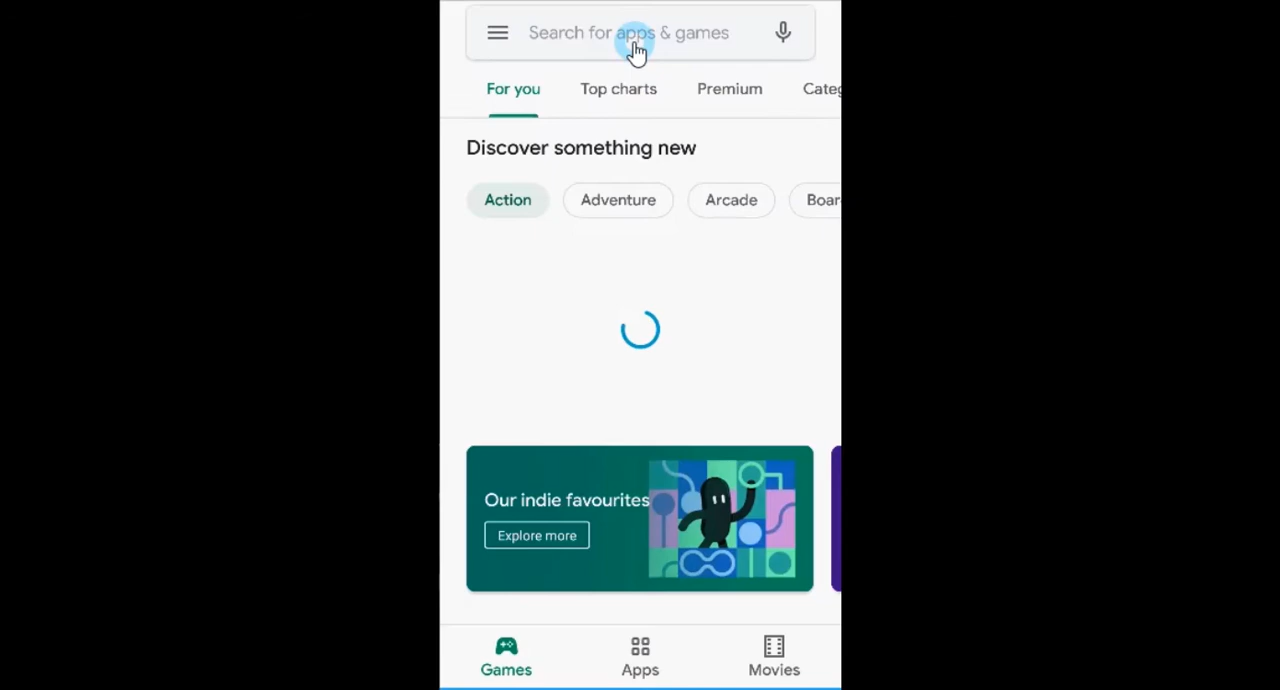 Search for apps & games
For you Top charts Premium Categ
Discover something new
Action Adventure Arcade Boar
Our indie favourites
Explore more
Games Apps Movies